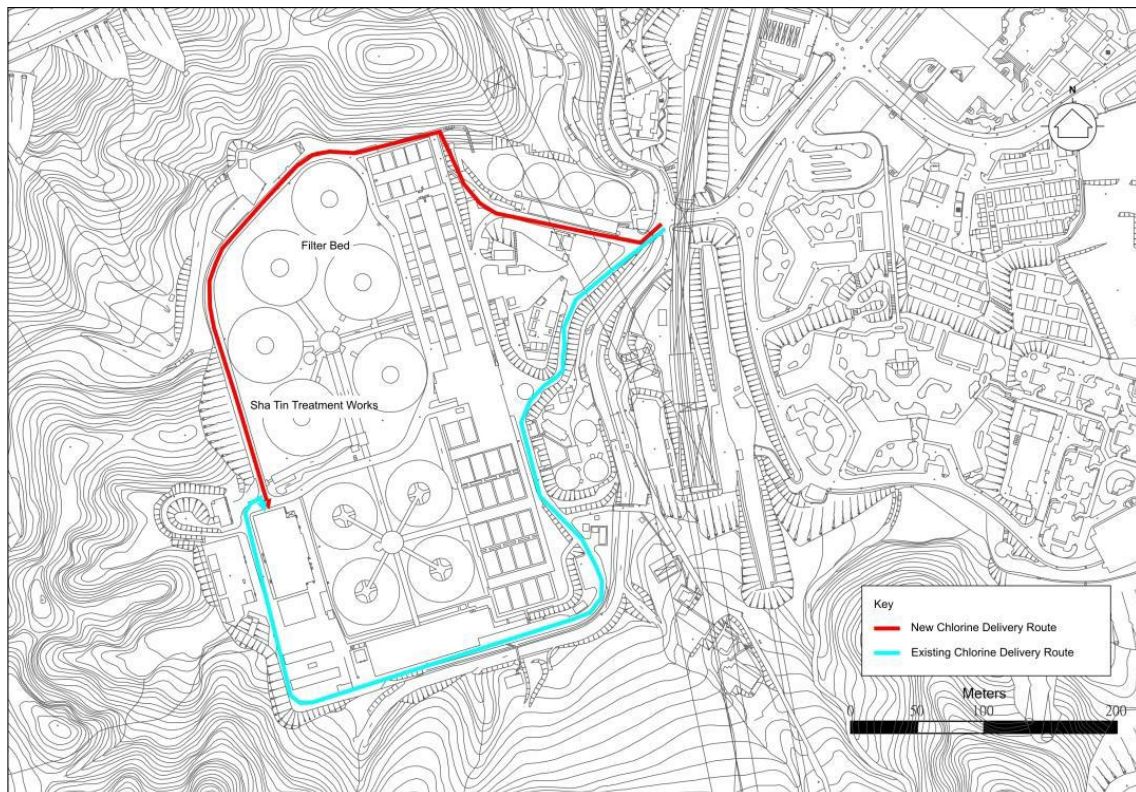 N
Filter Bed
Sha Tin Treatment Works
Key
New Chlorine Delivery Route
Existing Chlorine Delivery Route
Meters
0 50 100 200